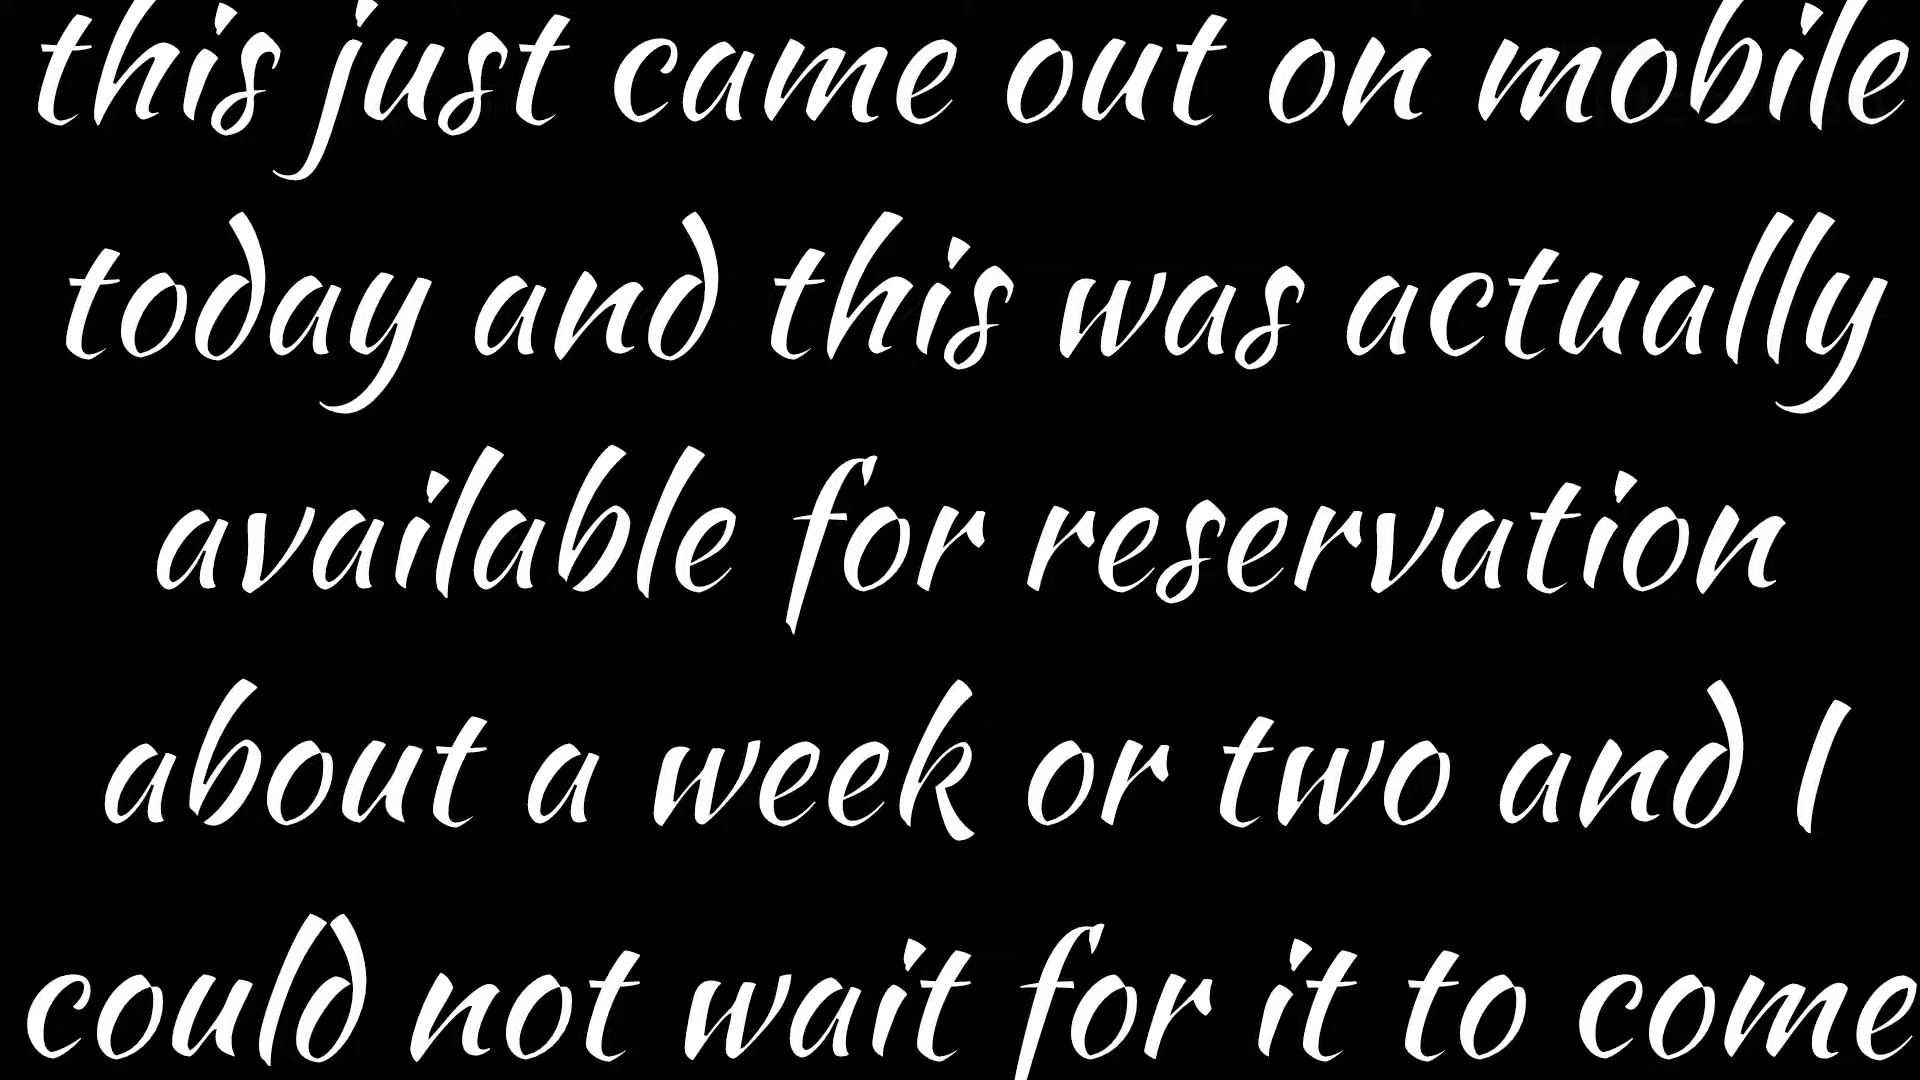 this just came out on mobile
today and this was actually
available for reservation
about a week or two and I
could not wait for it to come